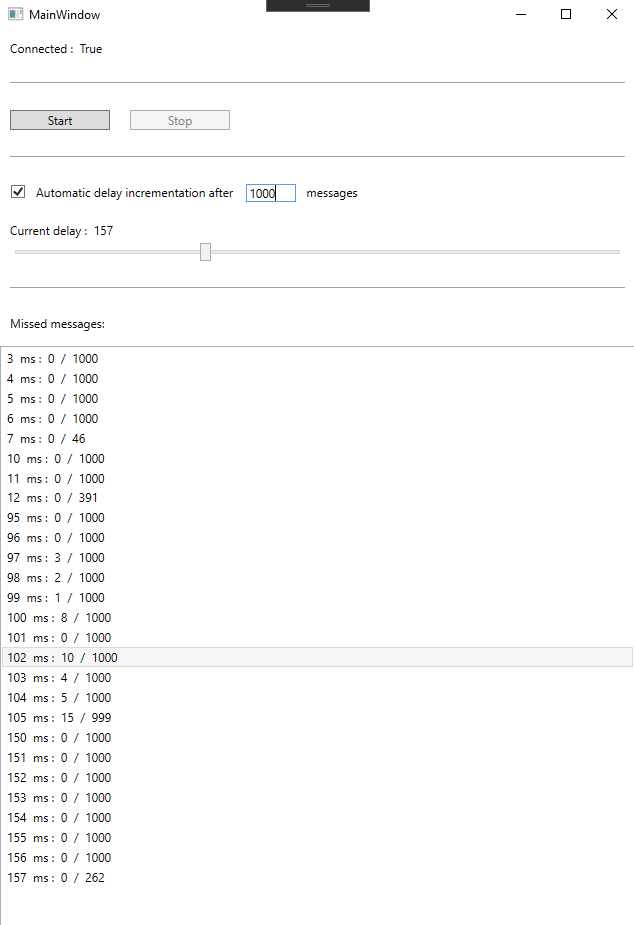 MainWindow
Connected : True
Start Stop
Automatic delay incrementation after 1000 messages
Current delay : 157
Missed messages:
3 ms : 0 / 1000
4 ms : 0 / 1000
5 ms : 0 / 1000
6 ms : 0 / 1000
7 ms : 0 / 46
10 ms : 0 / 1000
11 ms : 0 / 1000
12 ms : 0 / 391
95 ms : 0 / 1000
96 ms : 0 / 1000
97 ms : 3 / 1000
98 ms : 2 / 1000
99 ms : 1 / 1000
100 ms : 8 / 1000
101 ms : 0 / 1000
102 ms : 10 / 1000
103 ms : 4 / 1000
104 ms : 5 / 1000
105 ms : 15 / 999
150 ms : 0 / 1000
151 ms : 0 / 1000
152 ms : 0 / 1000
153 ms : 0 / 1000
154 ms : 0 / 1000
155 ms : 0 / 1000
156 ms : 0 / 1000
157 ms : 0 / 262